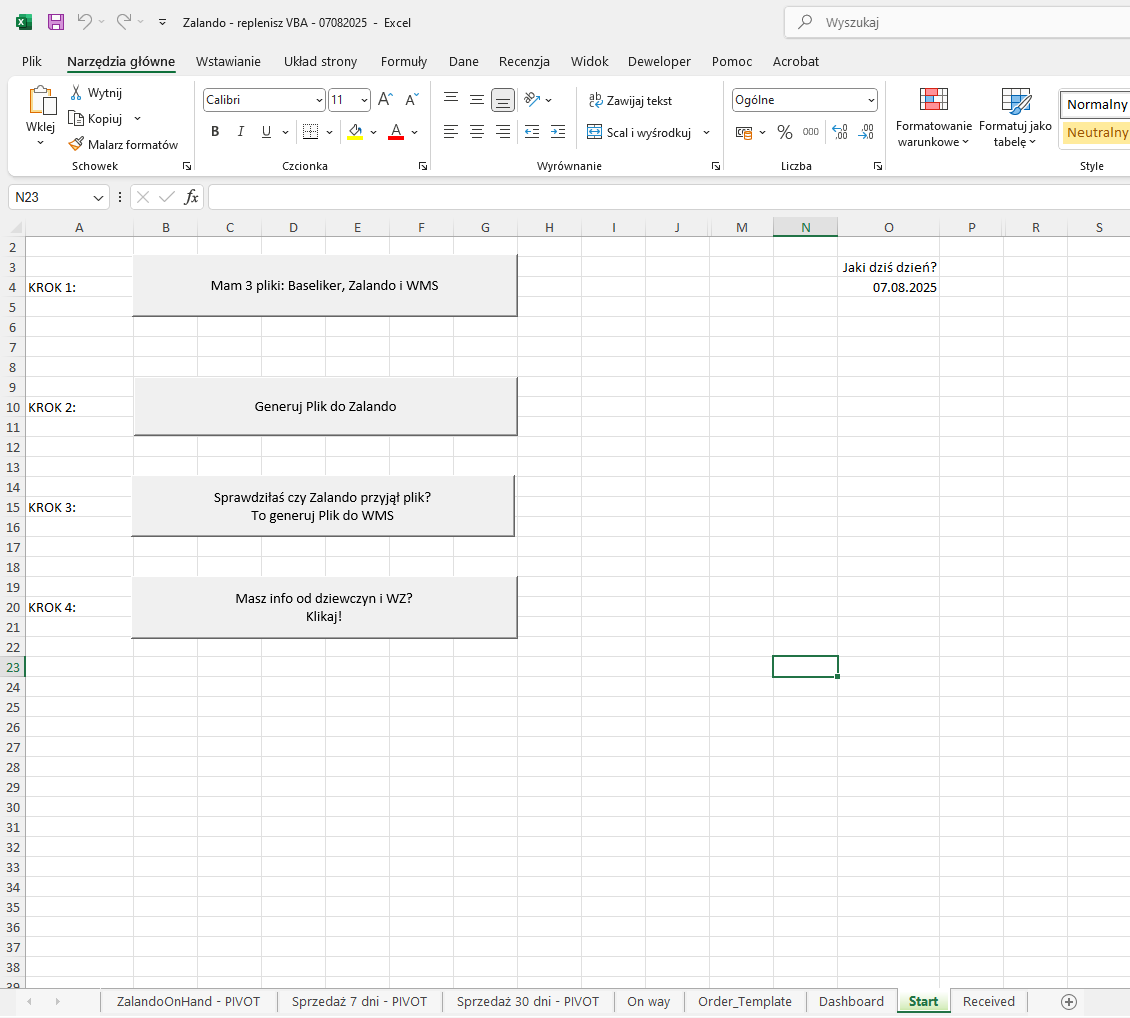 Zalando - replenisz VBA - 07082025 - Excel
Wyszukaj
Plik Narzędzia główne Wstawianie Układ strony Formuły Dane Recenzja Widok Deweloper Pomoc Acrobat
Wklej
Wytnij
Kopiuj
Malarz formatów
Schowek
Calibri 11
B I U A
Czcionka
ab Zawijaj tekst
Scal i wyśrodkuj
Wyrównanie
Ogólne
% 000
Liczba
Formatowanie warunkowe
Formatuj jako tabelę
Normalny
Neutralny
Style
N23 fx
A B C D E F G H I J M N O P R S
2
3 Jaki dziś dzień?
4 KROK 1: Mam 3 pliki: Baseliker, Zalando i WMS 07.08.2025
5
6
7
8
9
10 KROK 2: Generuj Plik do Zalando
11
12
13
14
Sprawdziłaś czy Zalando przyjął plik?
15 KROK 3:
To generuj Plik do WMS
16
17
18
19
Masz info od dziewczyn i WZ?
20 KROK 4:
Klikaj!
21
22
23
24
25
26
27
28
29
30
31
32
33
34
35
36
37
38
39
ZalandoOnHand - PIVOT Sprzedaż 7 dni - PIVOT Sprzedaż 30 dni - PIVOT On way Order_Template Dashboard Start Received